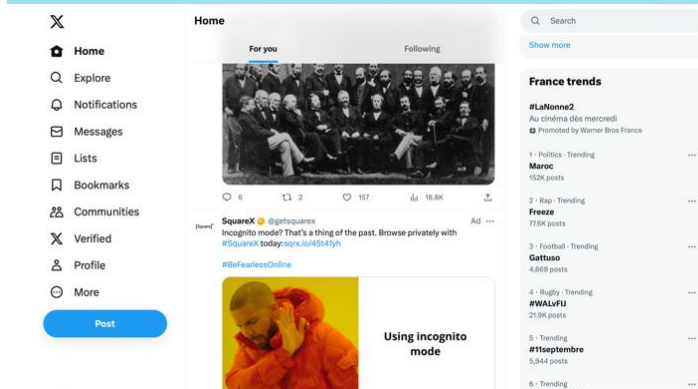 Home
Explore
Notifications
Messages
Lists
Bookmarks
Communities
Verified
Profile
More
Post
Home
For you
Following
6
2
157
18.8K
SquareX @getsquarex
Ad
Incognito mode? That's a thing of the past. Browse privately with
#SquareX today: sqrx.io/45t41yh
#BeFearlessOnline
Using incognito
mode
Search
Show more
France trends
#LaNonne2
Au cinéma dès mercredi
Promoted by Warner Bros France
1 · Politics · Trending
Maroc
152K posts
2 · Rap · Trending
Freeze
77.6K posts
3 · Football · Trending
Gattuso
4,668 posts
4 · Rugby · Trending
#WALvFIJ
21.9K posts
5 · Trending
#11septembre
5,944 posts
6 · Trending